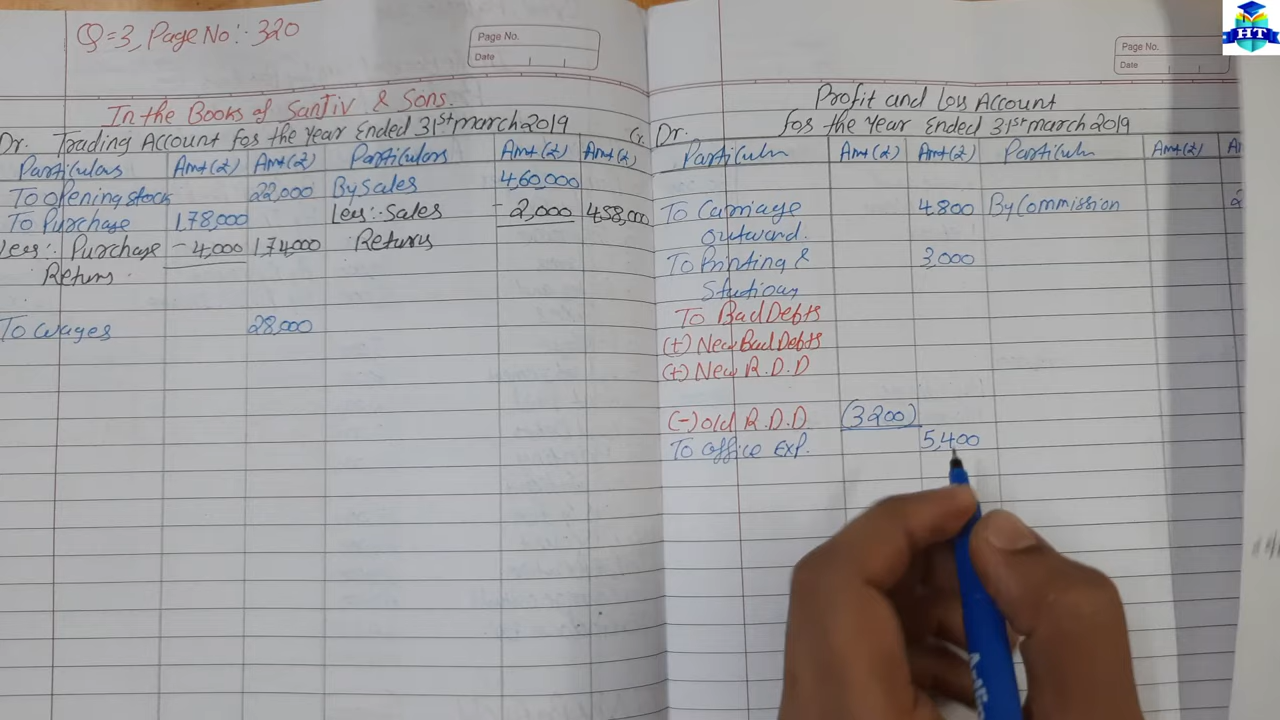 Q=3, Page No:- 320
Page No.
Date
In the Books of Sanjiv & Sons.
Dr. Trading Account for the Year Ended 31st march 2019 Cr
Particulars Amt(₹) Amt(₹) Particulars Amt(₹) Amt(₹)
To Opening stock 22,000 By Sales 4,60,000
To Purchase 1,78,000 Less:- Sales - 2,000 458,000
Less:- Purchase - 4,000 1,74,000 Returns
Return
To Wages 28,000
HT
Page No.
Date
Profit and Loss Account
Dr. for the Year Ended 31st march 2019
Amt(₹) Amt(₹) Amt(₹)
To Carriage 4800 By Commission
outward.
To Printing & 3,000
To Bad Debts
(+) New Bad Debts
(+) New R.D.D
(-) old R.D.D (3200)
To office Exp. 5,400